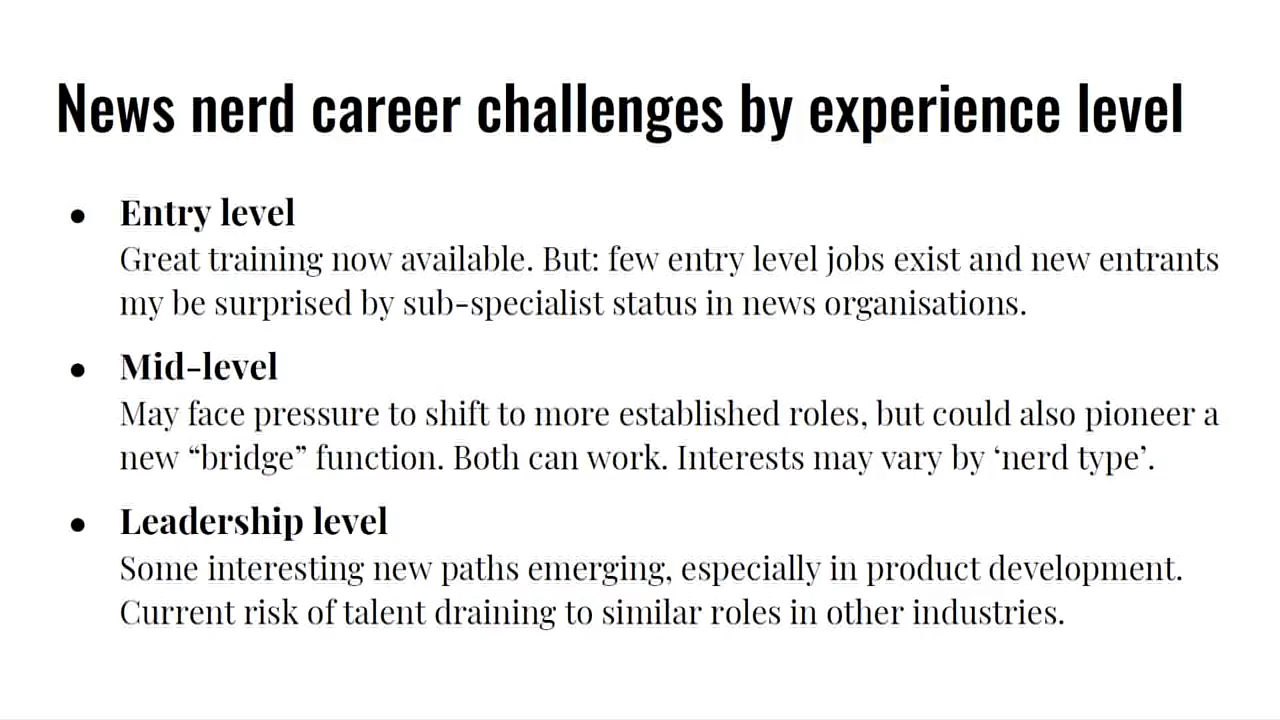 News nerd career challenges by experience level
● Entry level
Great training now available. But: few entry level jobs exist and new entrants
my be surprised by sub-specialist status in news organisations.
● Mid-level
May face pressure to shift to more established roles, but could also pioneer a
new “bridge” function. Both can work. Interests may vary by ‘nerd type’.
● Leadership level
Some interesting new paths emerging, especially in product development.
Current risk of talent draining to similar roles in other industries.